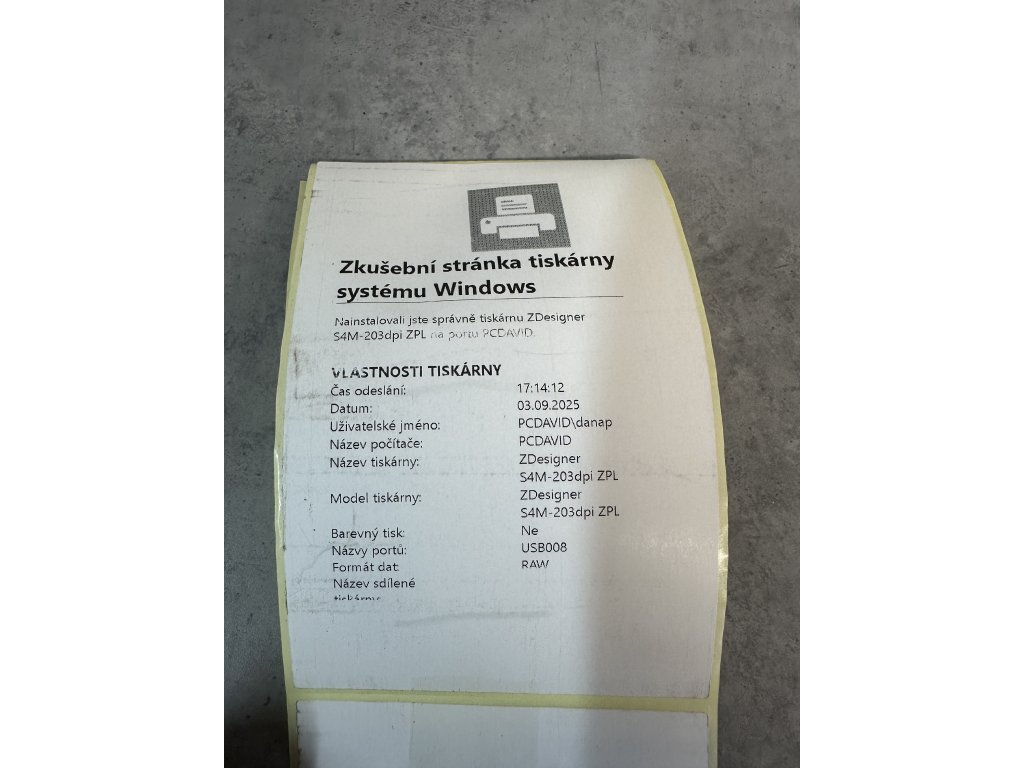 Zkušební stránka tiskárny
systému Windows
Nainstalovali jste správně tiskárnu ZDesigner
S4M-203dpi ZPL na portu PCDAVID.
VLASTNOSTI TISKÁRNY
Čas odeslání: 17:14:12
Datum: 03.09.2025
Uživatelské jméno: PCDAVID\danap
Název počítače: PCDAVID
Název tiskárny: ZDesigner
S4M-203dpi ZPL
Model tiskárny: ZDesigner
S4M-203dpi ZPL
Barevný tisk: Ne
Názvy portů: USB008
Formát dat: RAW
Název sdílené
tiskárny: